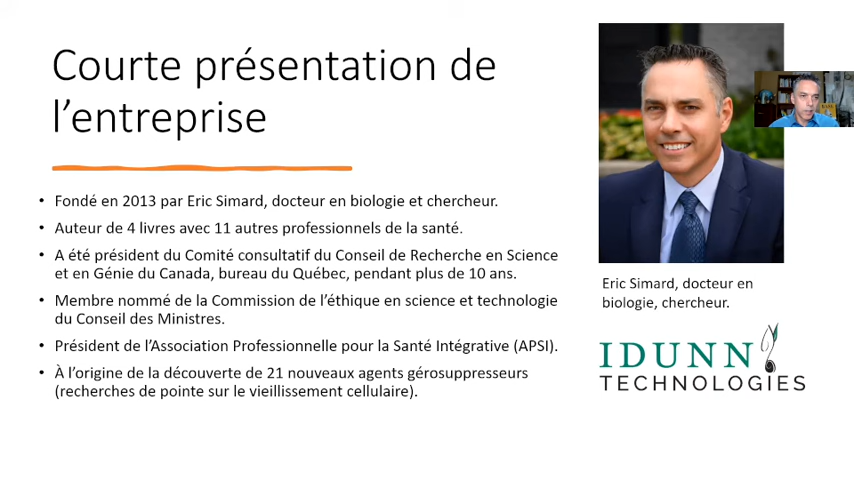 Courte présentation de
l’entreprise
• Fondé en 2013 par Eric Simard, docteur en biologie et chercheur.
• Auteur de 4 livres avec 11 autres professionnels de la santé.
• A été président du Comité consultatif du Conseil de Recherche en Science
et en Génie du Canada, bureau du Québec, pendant plus de 10 ans.
• Membre nommé de la Commission de l’éthique en science et technologie
du Conseil des Ministres.
• Président de l’Association Professionnelle pour la Santé Intégrative (APSI).
• À l’origine de la découverte de 21 nouveaux agents gérosuppresseurs
(recherches de pointe sur le vieillissement cellulaire).
Eric Simard, docteur en
biologie, chercheur.
IDUNN
TECHNOLOGIES